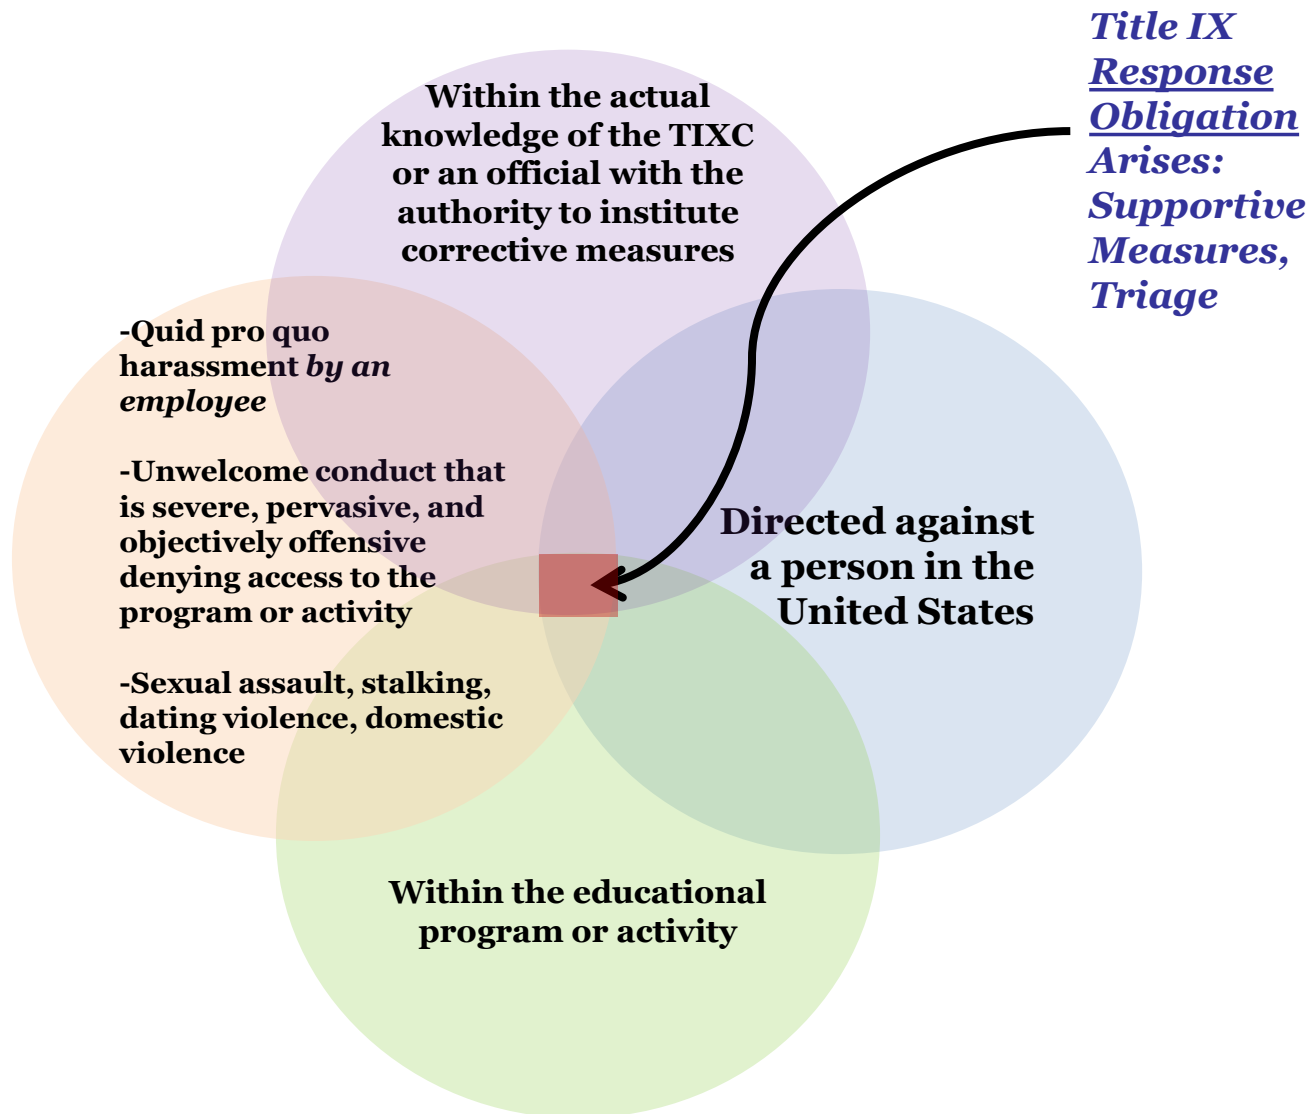 Title IX
Response
Obligation
Arises:
Supportive
Measures,
Triage
Within the actual
knowledge of the TIXC
or an official with the
authority to institute
corrective measures
-Quid pro quo
harassment by an
employee
-Unwelcome conduct that
is severe, pervasive, and
objectively offensive
denying access to the
program or activity
-Sexual assault, stalking,
dating violence, domestic
violence
Directed against
a person in the
United States
Within the educational
program or activity